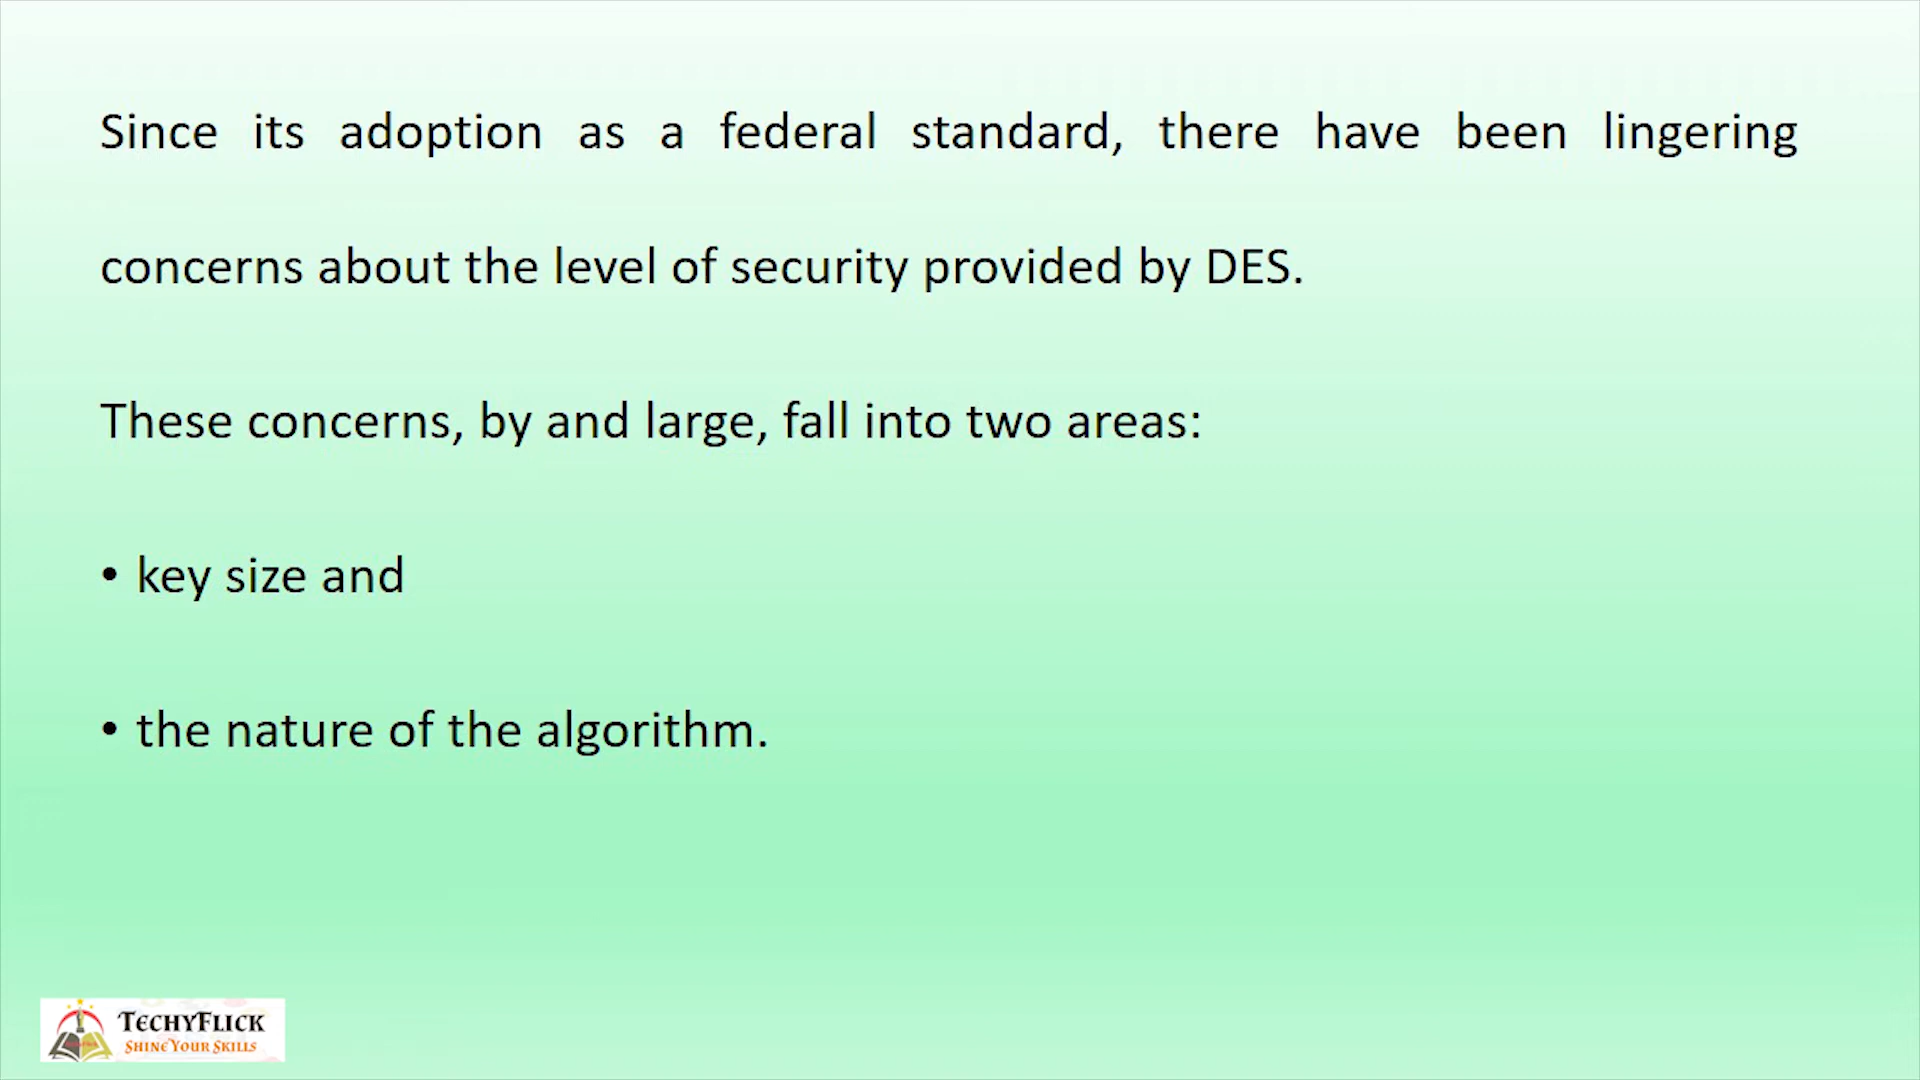 Since its adoption as a federal standard, there have been lingering
concerns about the level of security provided by DES.
These concerns, by and large, fall into two areas:
• key size and
• the nature of the algorithm.
TECHYFLICK
SHINE YOUR SKILLS